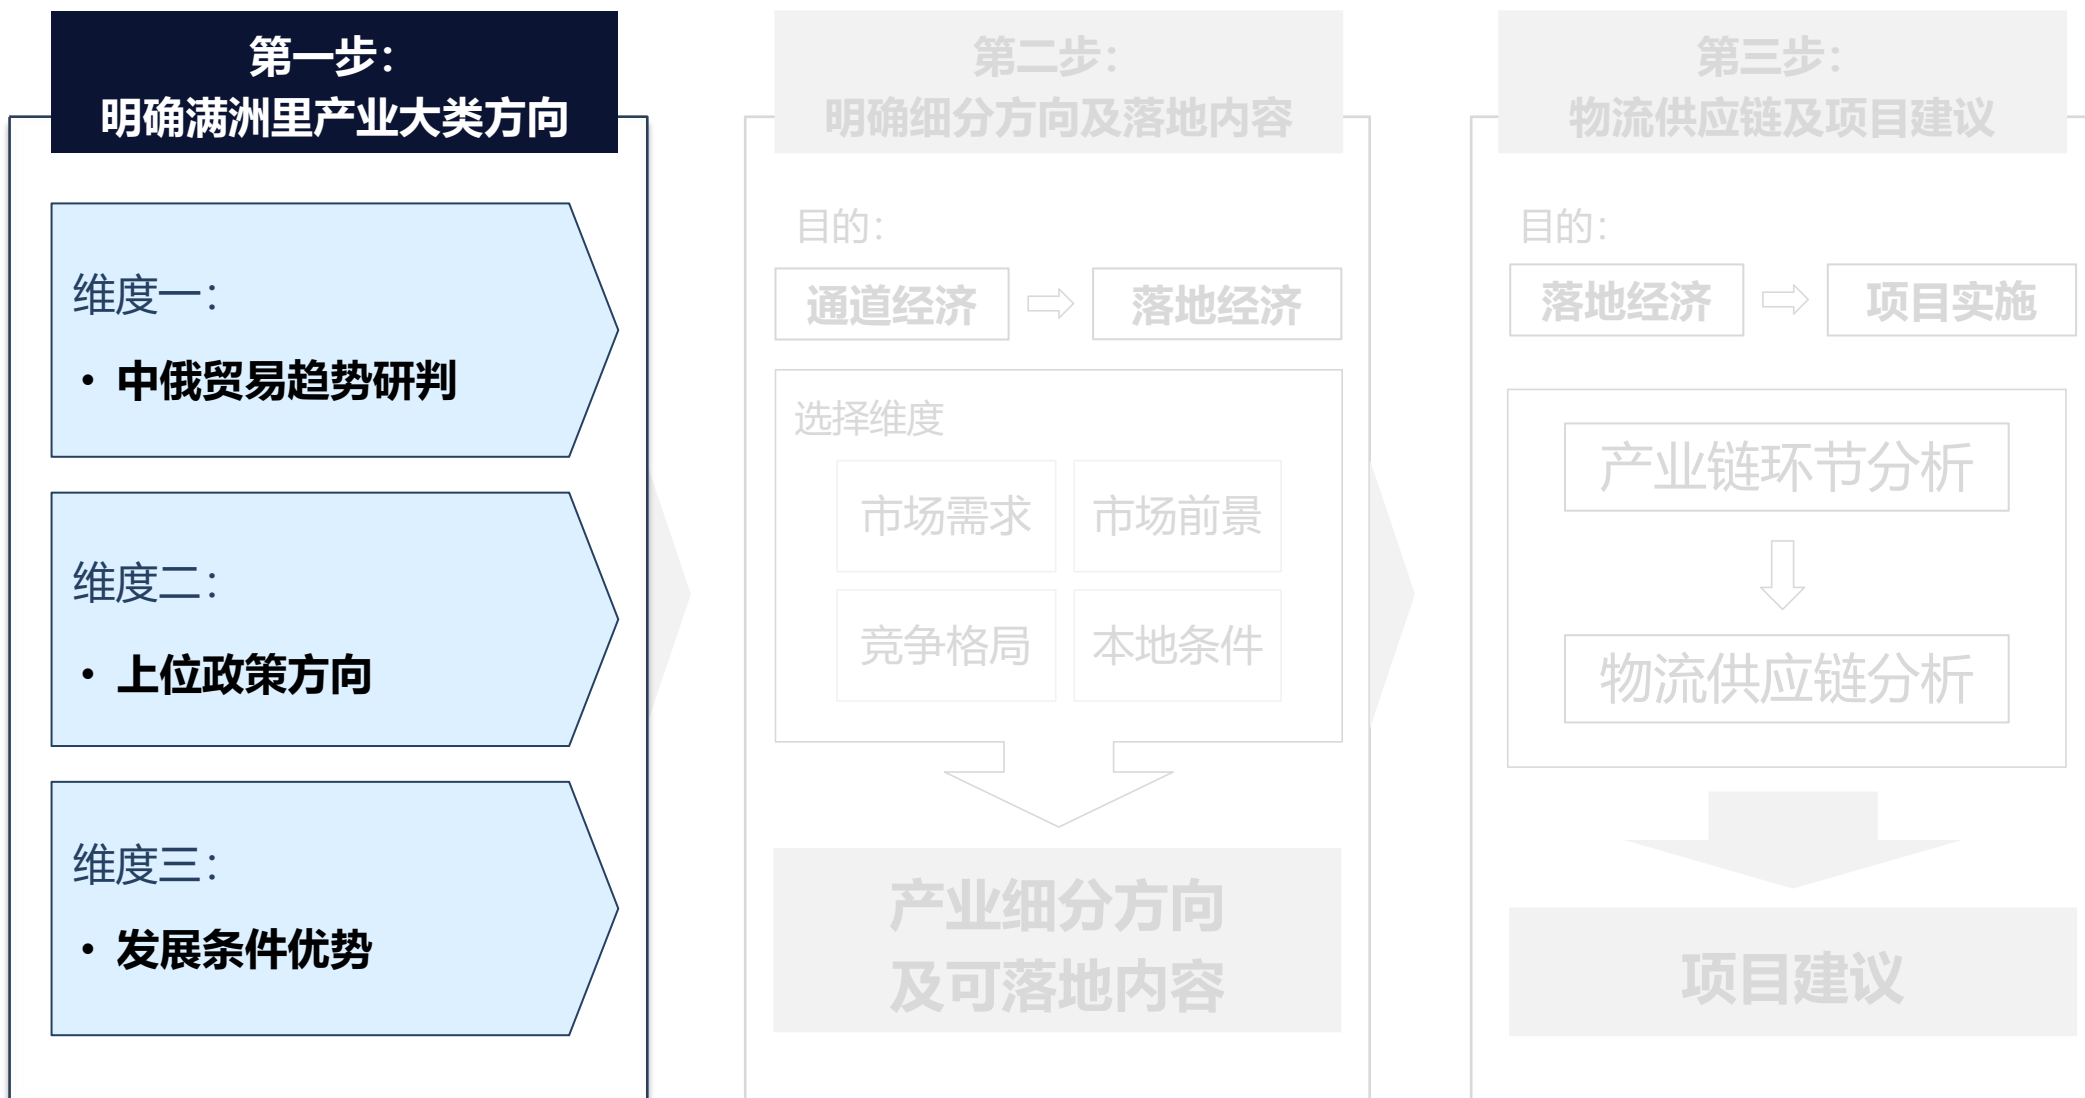 第一步：
明确满洲里产业大类方向
维度一：
• 中俄贸易趋势研判
维度二：
• 上位政策方向
维度三：
• 发展条件优势
第二步：
明确细分方向及落地内容
目的：
通道经济
落地经济
选择维度
市场需求
市场前景
竞争格局
本地条件
产业细分方向
及可落地内容
第三步：
物流供应链及项目建议
目的：
落地经济
项目实施
产业链环节分析
物流供应链分析
项目建议